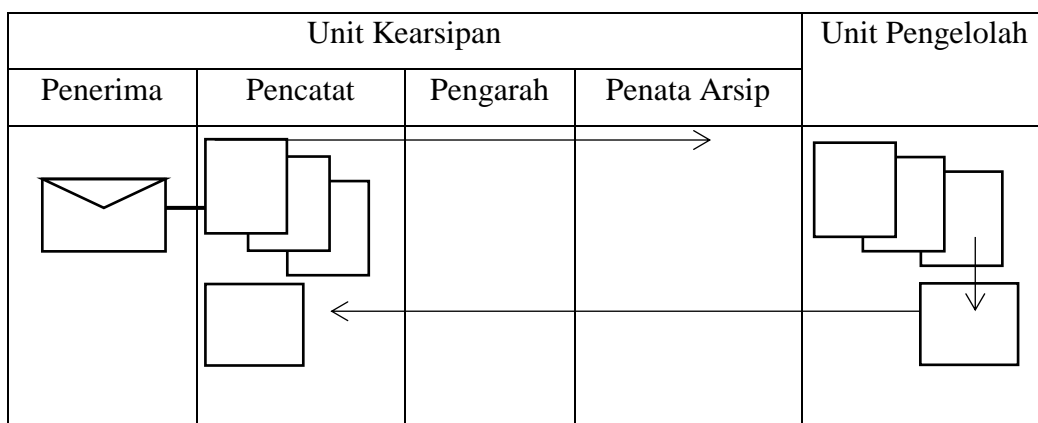 Unit Kearsipan
Unit Pengelolah
Penerima
Pencatat
Pengarah
Penata Arsip